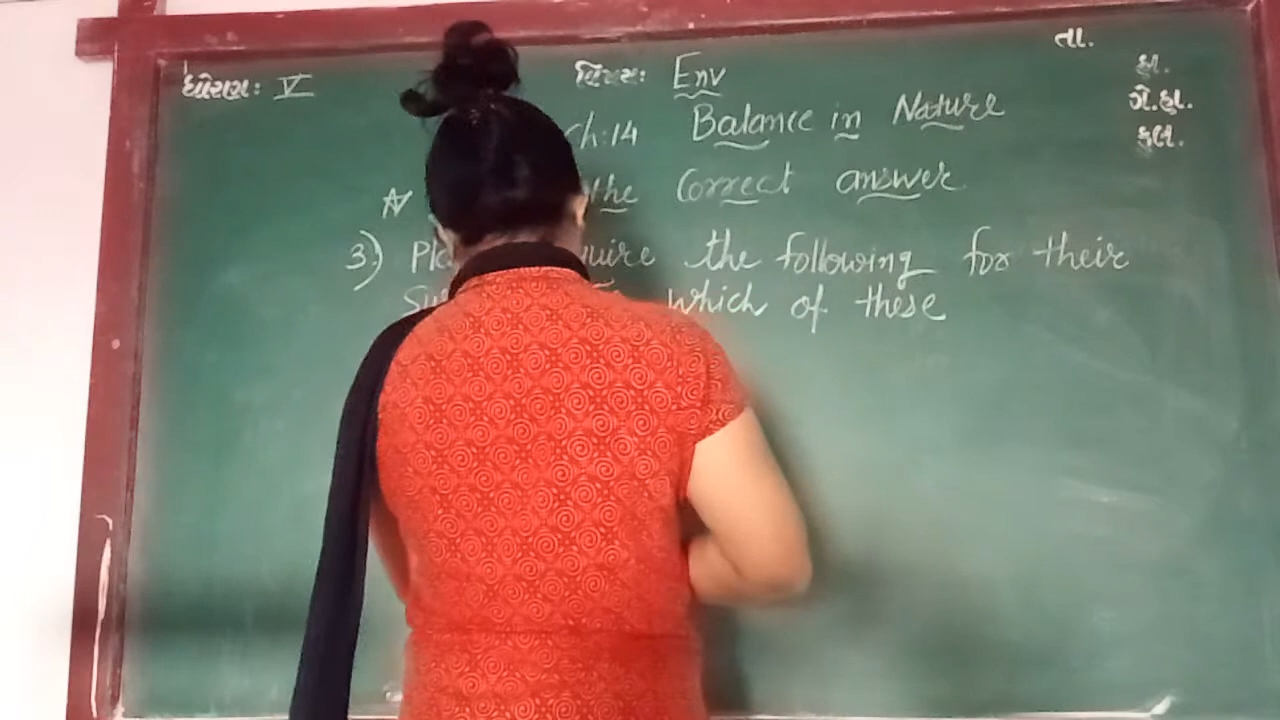 ધોરણ: V વિષય: Env તા.
હા.
Ch:14 Balance in Nature ગે.હા.
કુલ.
the Correct answer
3.) the following for their
which of these